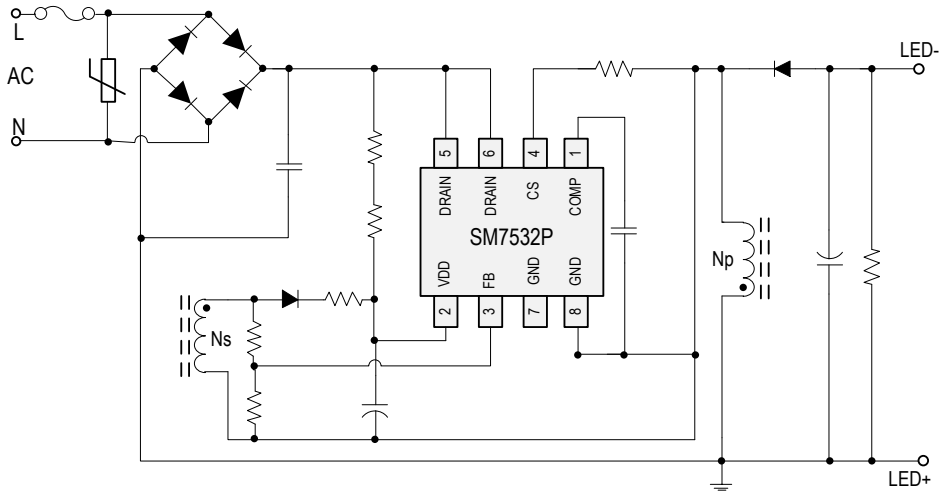 L
AC
N
LED-
5
6
4
1
DRAIN
DRAIN
CS
COMP
SM7532P
VDD
FB
GND
GND
2
3
7
8
Np
Ns
LED+